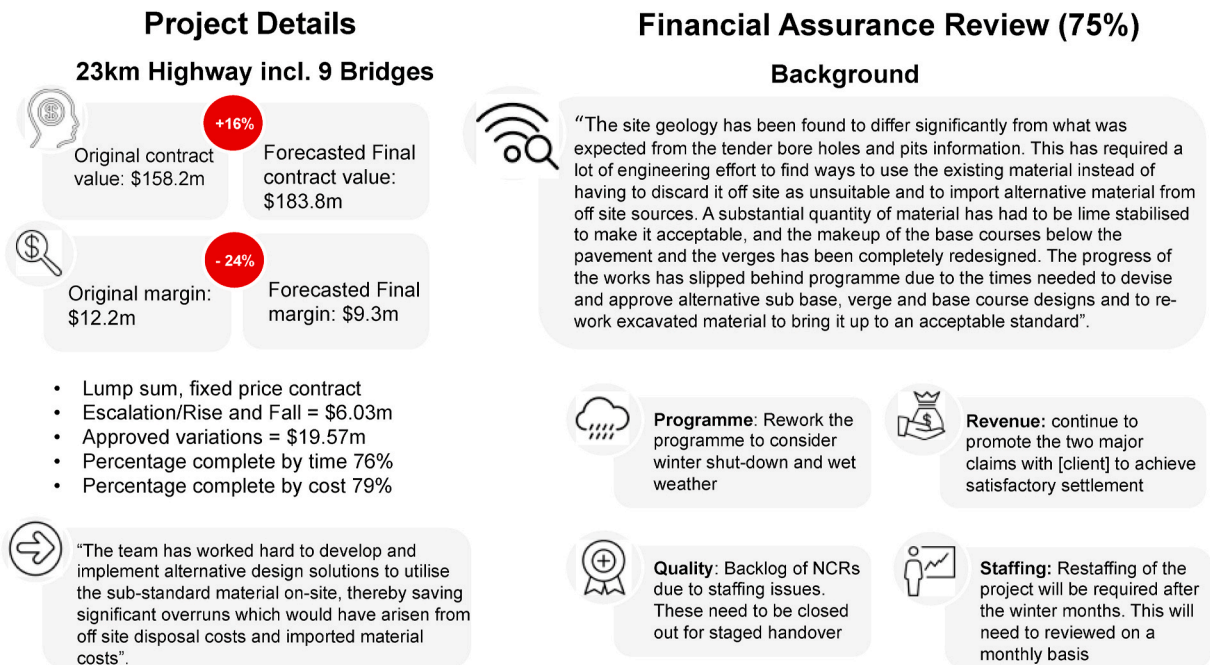 Project Details
23km Highway incl. 9 Bridges
+16%
Original contract
value: $158.2m
Forecasted Final
contract value:
$183.8m
- 24%
Original margin:
$12.2m
Forecasted Final
margin: $9.3m
• Lump sum, fixed price contract
• Escalation/Rise and Fall = $6.03m
• Approved variations = $19.57m
• Percentage complete by time 76%
• Percentage complete by cost 79%
“The team has worked hard to develop and
implement alternative design solutions to utilise
the sub-standard material on-site, thereby saving
significant overruns which would have arisen from
off site disposal costs and imported material
costs”.
Financial Assurance Review (75%)
Background
“The site geology has been found to differ significantly from what was
expected from the tender bore holes and pits information. This has required a
lot of engineering effort to find ways to use the existing material instead of
having to discard it off site as unsuitable and to import alternative material from
off site sources. A substantial quantity of material has had to be lime stabilised
to make it acceptable, and the makeup of the base courses below the
pavement and the verges has been completely redesigned. The progress of
the works has slipped behind programme due to the times needed to devise
and approve alternative sub base, verge and base course designs and to re-
work excavated material to bring it up to an acceptable standard”.
Programme: Rework the
programme to consider
winter shut-down and wet
weather
Revenue: continue to
promote the two major
claims with [client] to achieve
satisfactory settlement
Quality: Backlog of NCRs
due to staffing issues.
These need to be closed
out for staged handover
Staffing: Restaffing of the
project will be required after
the winter months. This will
need to reviewed on a
monthly basis